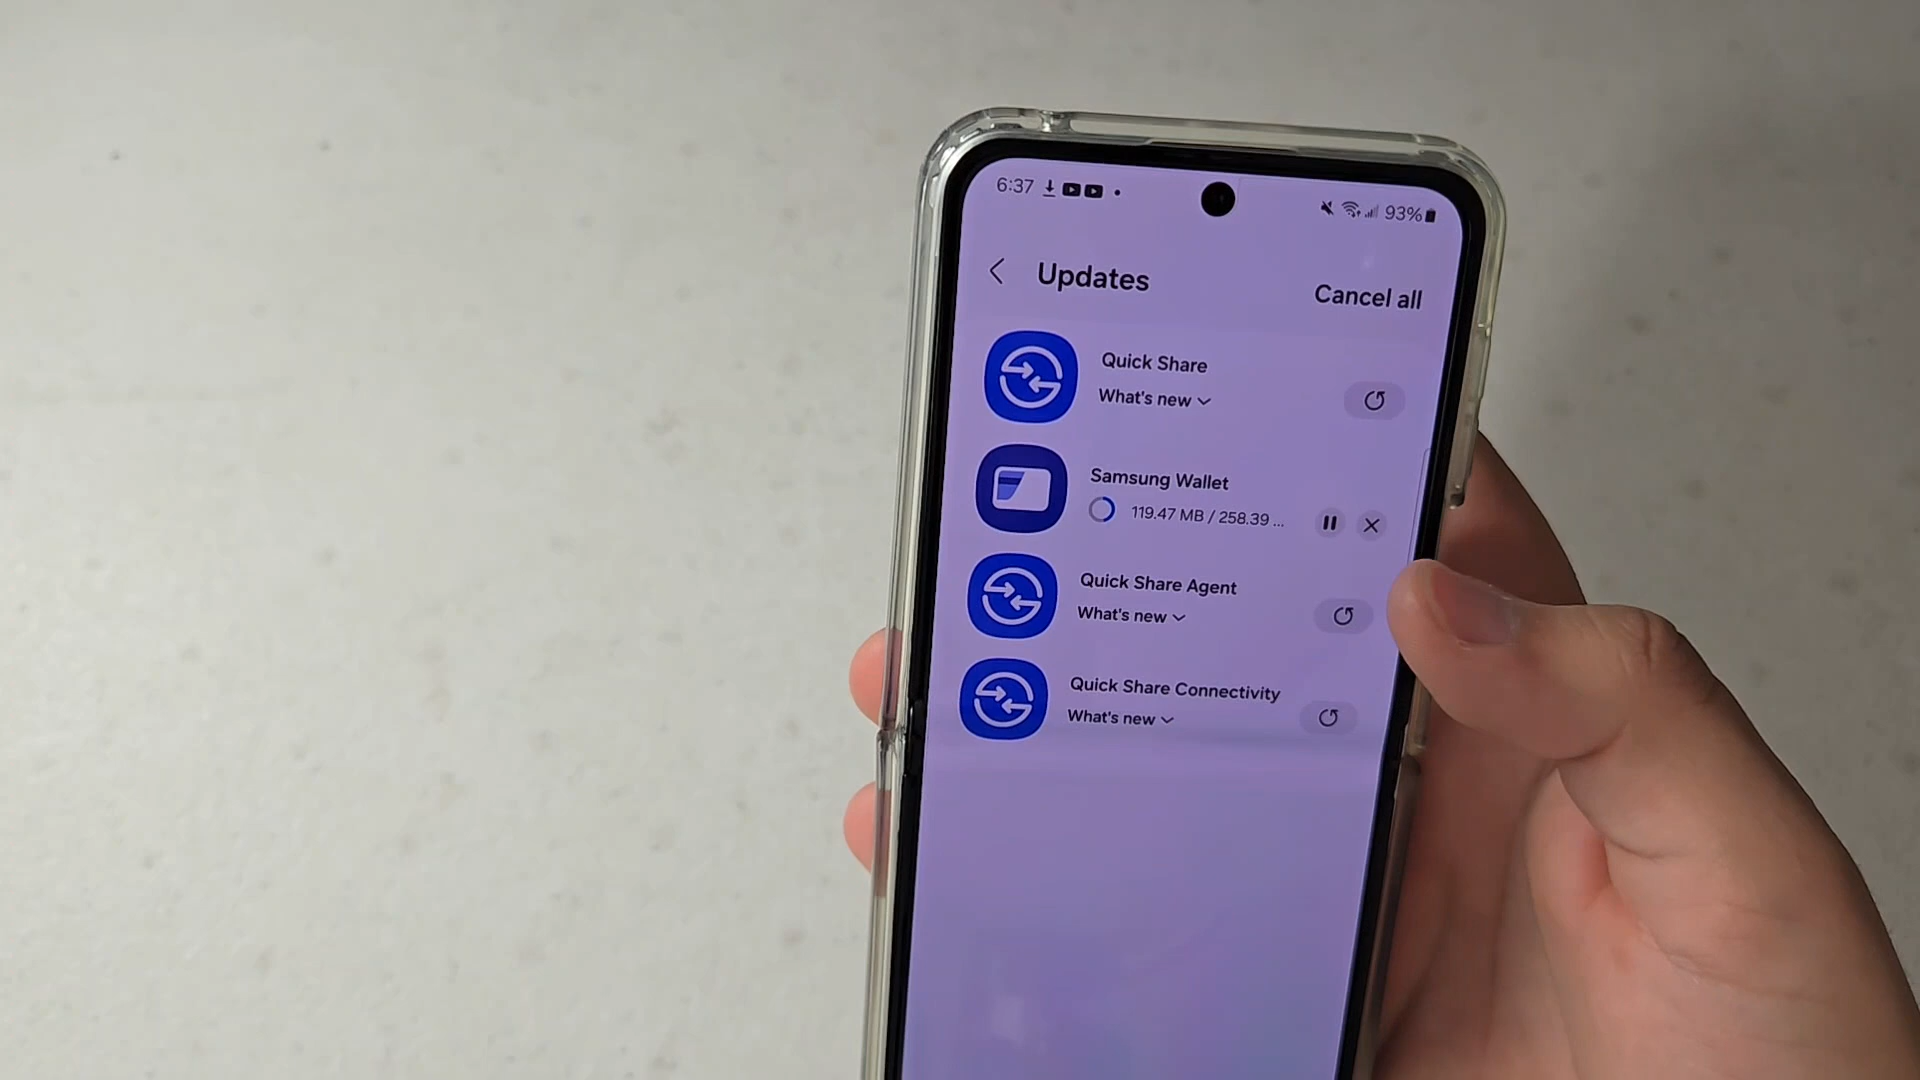 6:37
93%
Updates
Cancel all
Quick Share
What's new
Samsung Wallet
119.47 MB / 258.39 ...
Quick Share Agent
What's new
Quick Share Connectivity
What's new